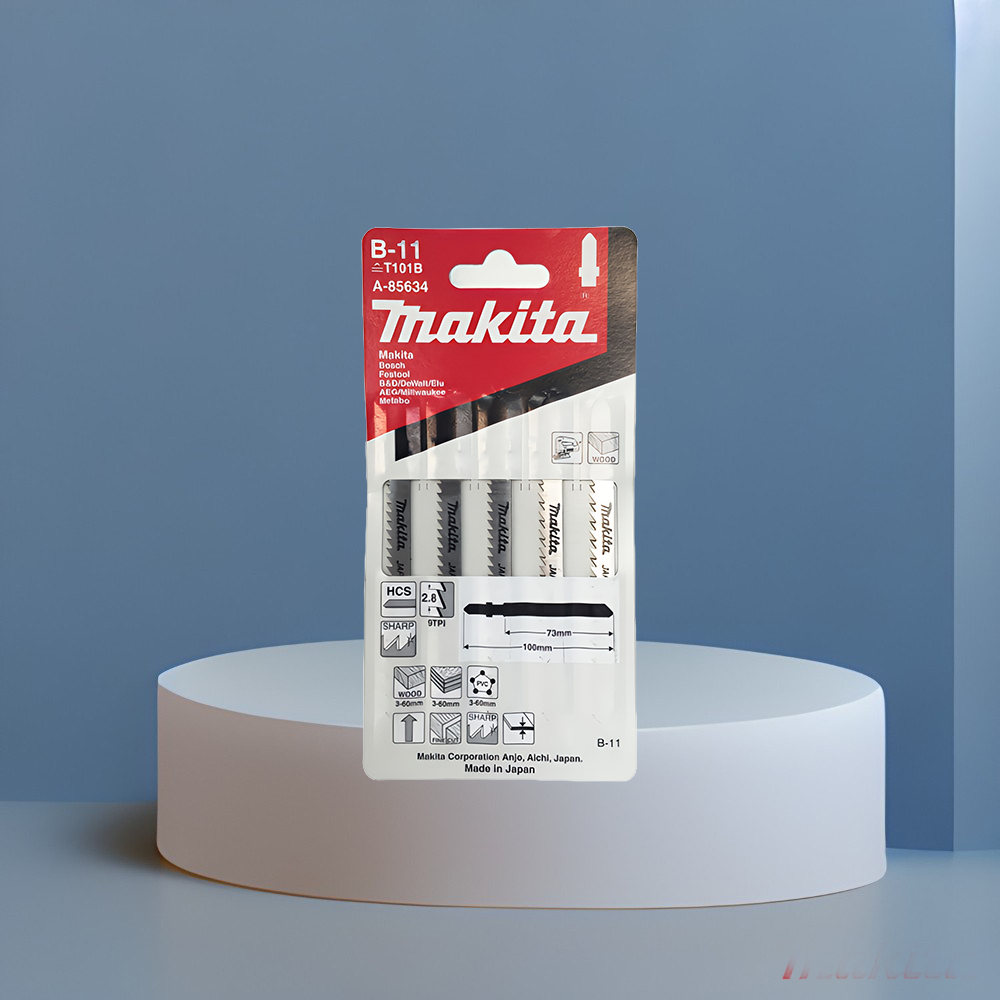 B-11
T101B
A-85634
Makita
Makita
Bosch
Festool
B&D/DeWalt/Elu
AEG/Milwaukee
Metabo
WOOD
Makita
Makita
Makita
Makita
Makita
HCS
2.8
9TPI
SHARP
73mm
100mm
WOOD
PVC
3-60mm
3-60mm
3-60mm
FINE CUT
SHARP
B-11
Makita Corporation Anjo, Aichi, Japan.
Made in Japan